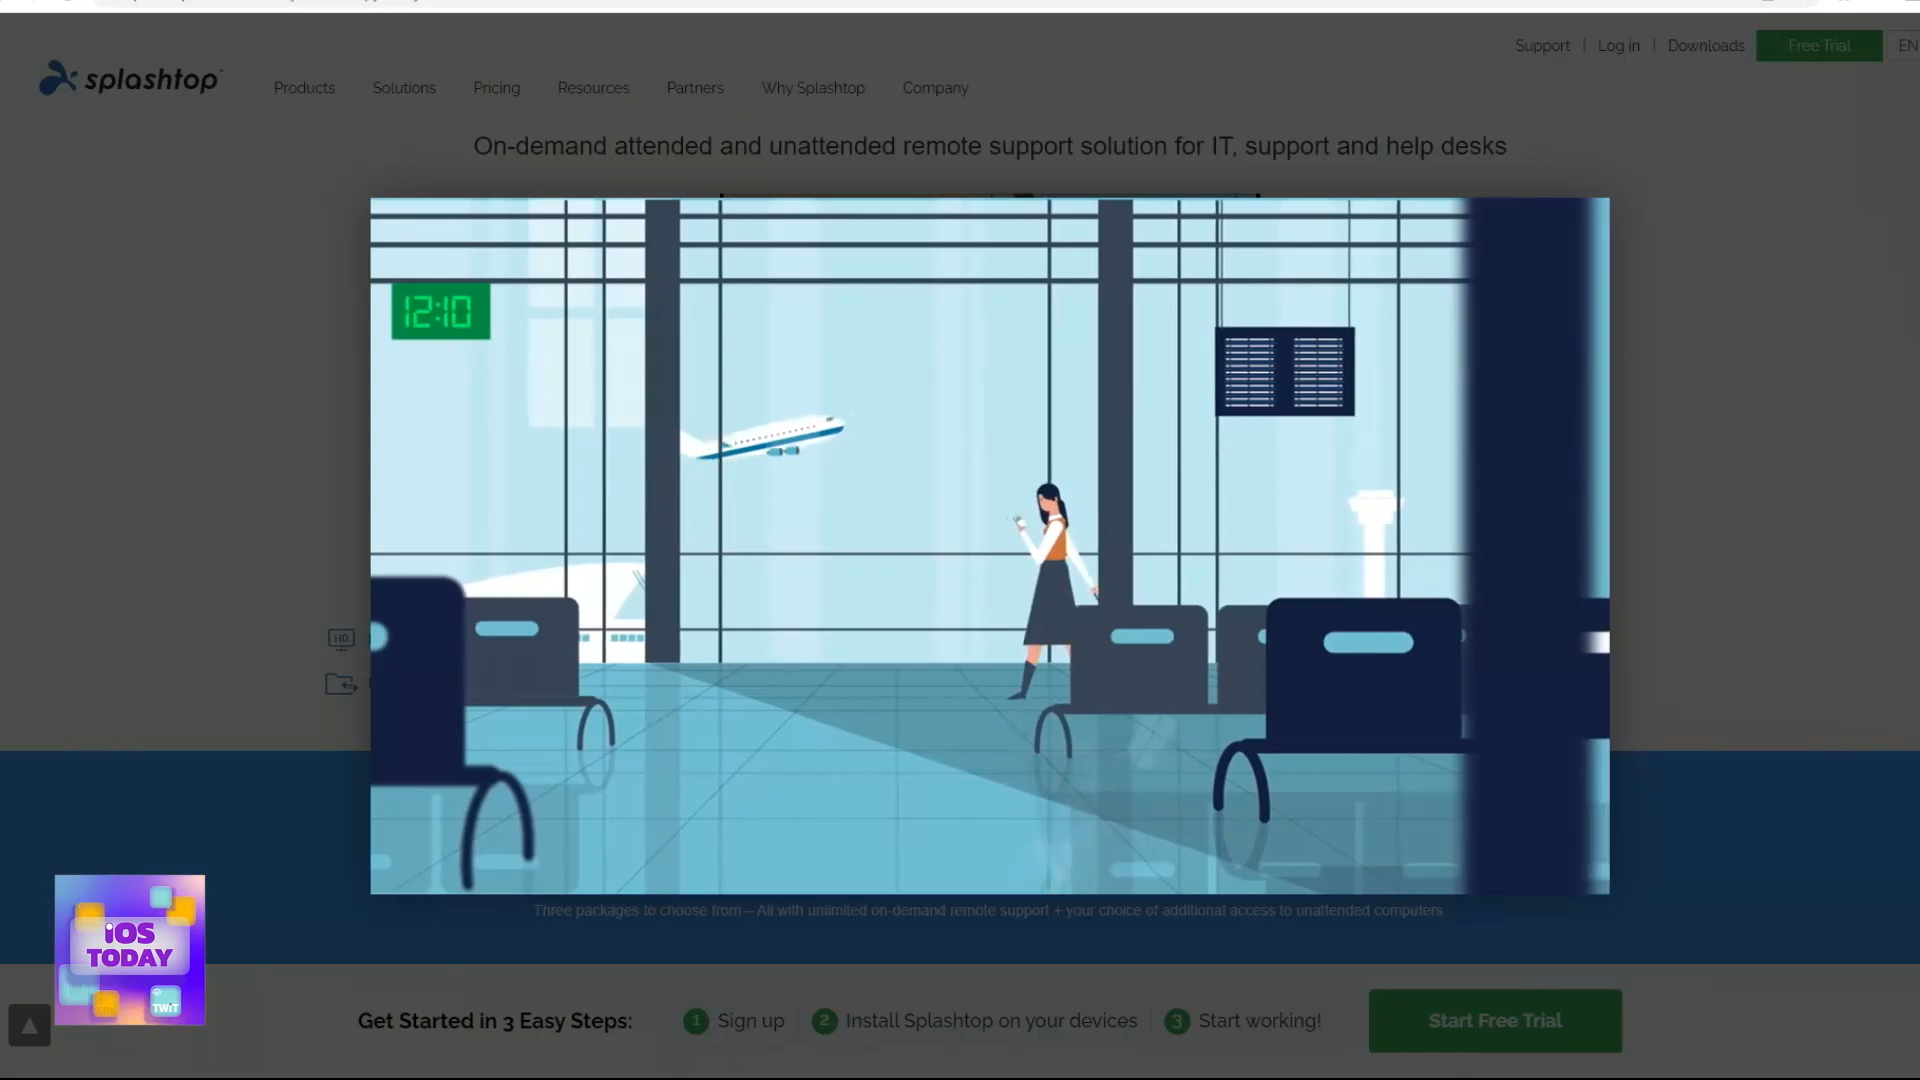 Support | Log in | Downloads Free Trial EN
splashtop
Products Solutions Pricing Resources Partners Why Splashtop Company
On-demand attended and unattended remote support solution for IT, support and help desks
12:10
HD
Three packages to choose from – All with unlimited on-demand remote support + your choice of additional access to unattended computers.
iOS
TODAY
TWiT
Get Started in 3 Easy Steps: 1 Sign up 2 Install Splashtop on your devices 3 Start working! Start Free Trial